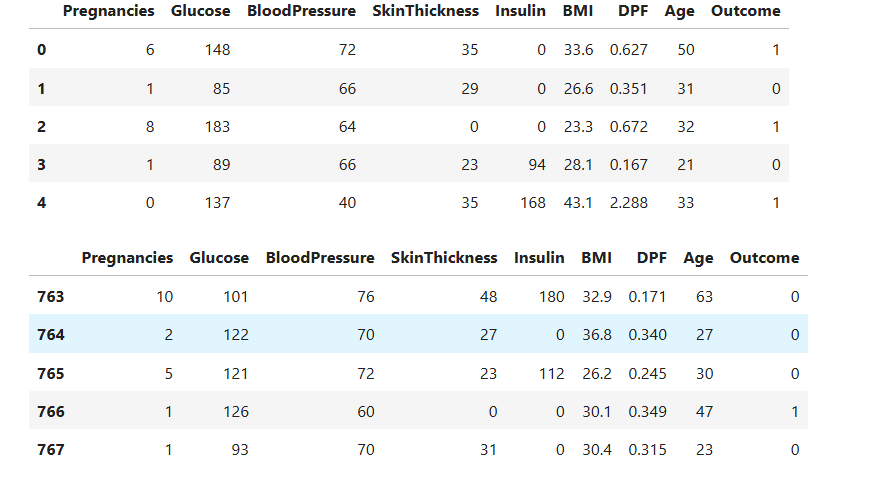 Pregnancies Glucose BloodPressure SkinThickness Insulin BMI DPF Age Outcome
0 6 148 72 35 0 33.6 0.627 50 1
1 1 85 66 29 0 26.6 0.351 31 0
2 8 183 64 0 0 23.3 0.672 32 1
3 1 89 66 23 94 28.1 0.167 21 0
4 0 137 40 35 168 43.1 2.288 33 1
Pregnancies Glucose BloodPressure SkinThickness Insulin BMI DPF Age Outcome
763 10 101 76 48 180 32.9 0.171 63 0
764 2 122 70 27 0 36.8 0.340 27 0
765 5 121 72 23 112 26.2 0.245 30 0
766 1 126 60 0 0 30.1 0.349 47 1
767 1 93 70 31 0 30.4 0.315 23 0